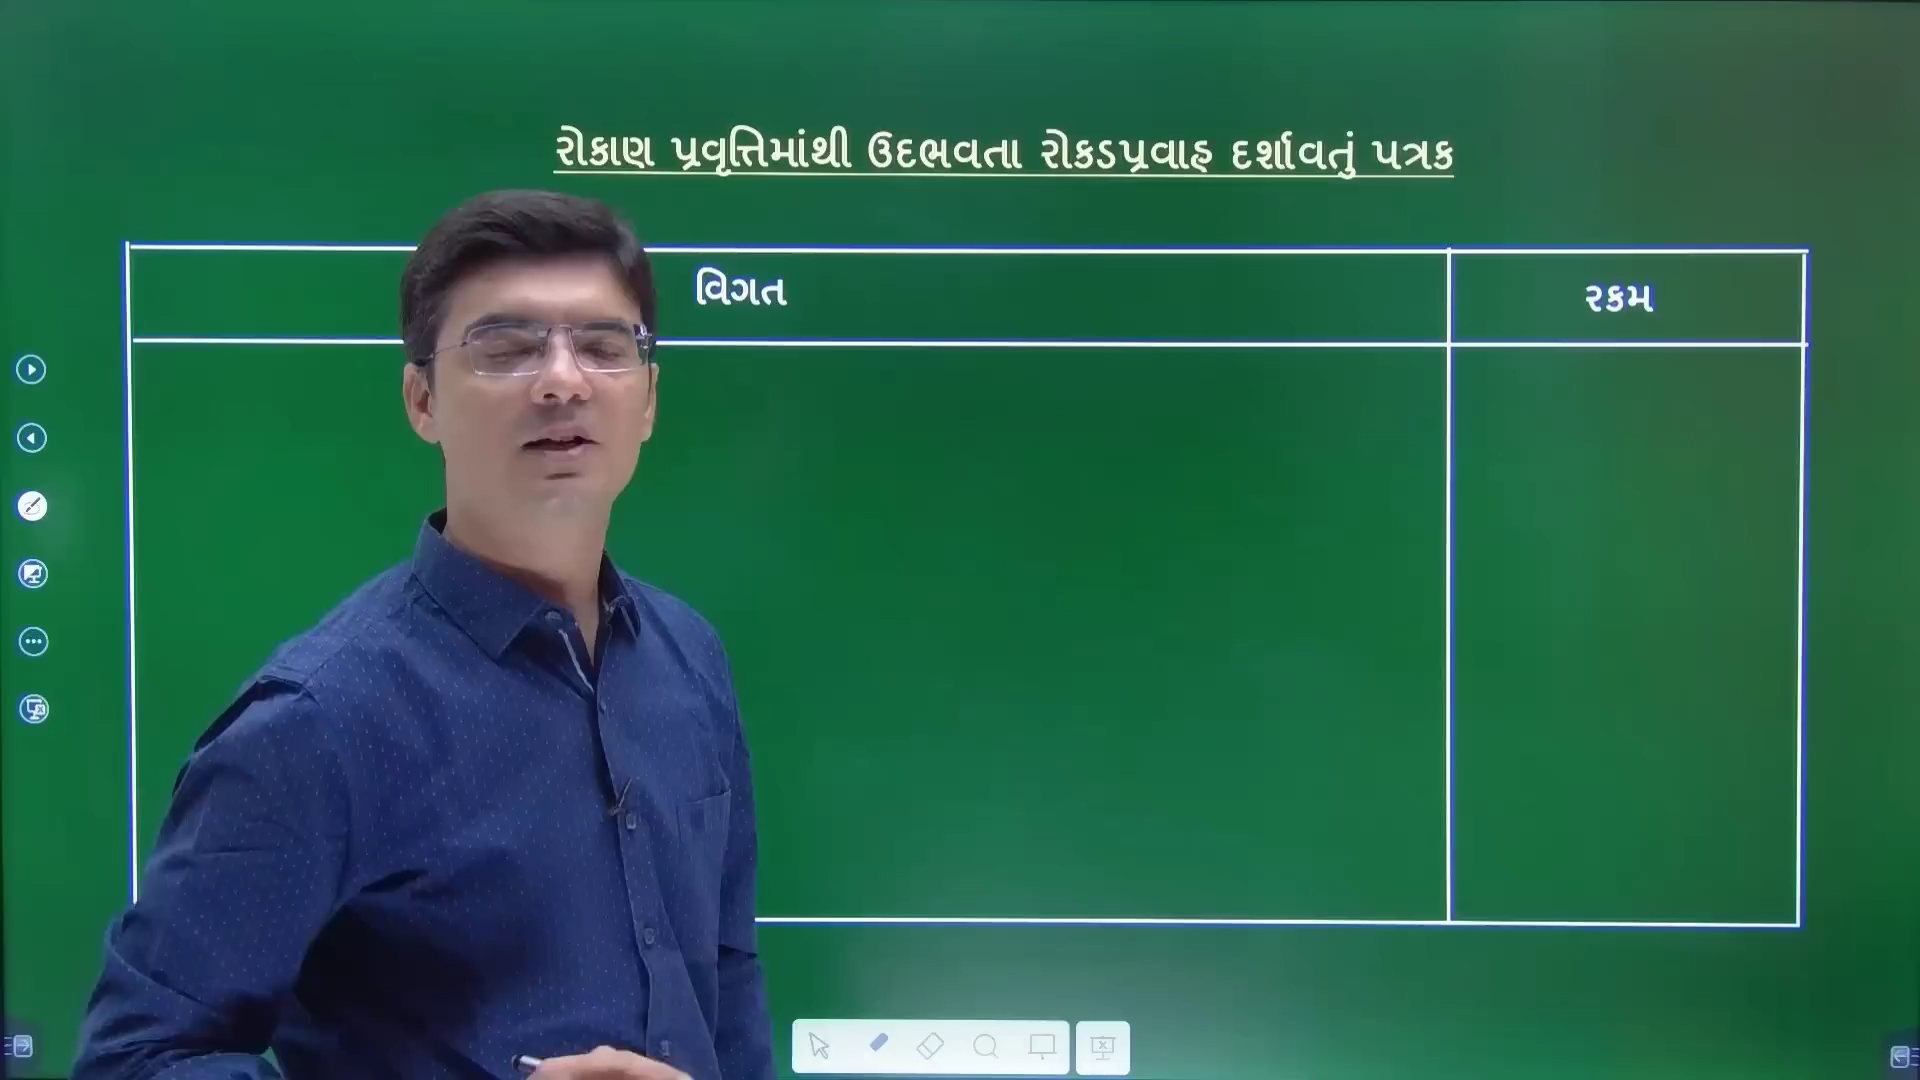 રોકાણ પ્રવૃત્તિમાંથી ઉદભવતા રોકડપ્રવાહ દર્શાવતું પત્રક
વિગત રકમ